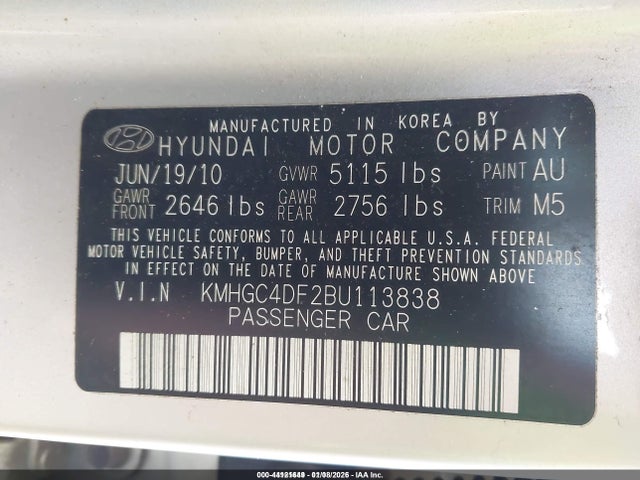 MANUFACTURED IN KOREA BY
HYUNDAI MOTOR COMPANY
JUN/19/10 GVWR 5115 lbs PAINT AU
GAWR FRONT 2646 lbs GAWR REAR 2756 lbs TRIM M5
THIS VEHICLE CONFORMS TO ALL APPLICABLE U.S.A. FEDERAL
MOTOR VEHICLE SAFETY, BUMPER, AND THEFT PREVENTION STANDARDS
IN EFFECT ON THE DATE OF MANUFACTURE SHOWN ABOVE
V.I.N KMHGC4DF2BU113838
PASSENGER CAR
© IAA, Inc.